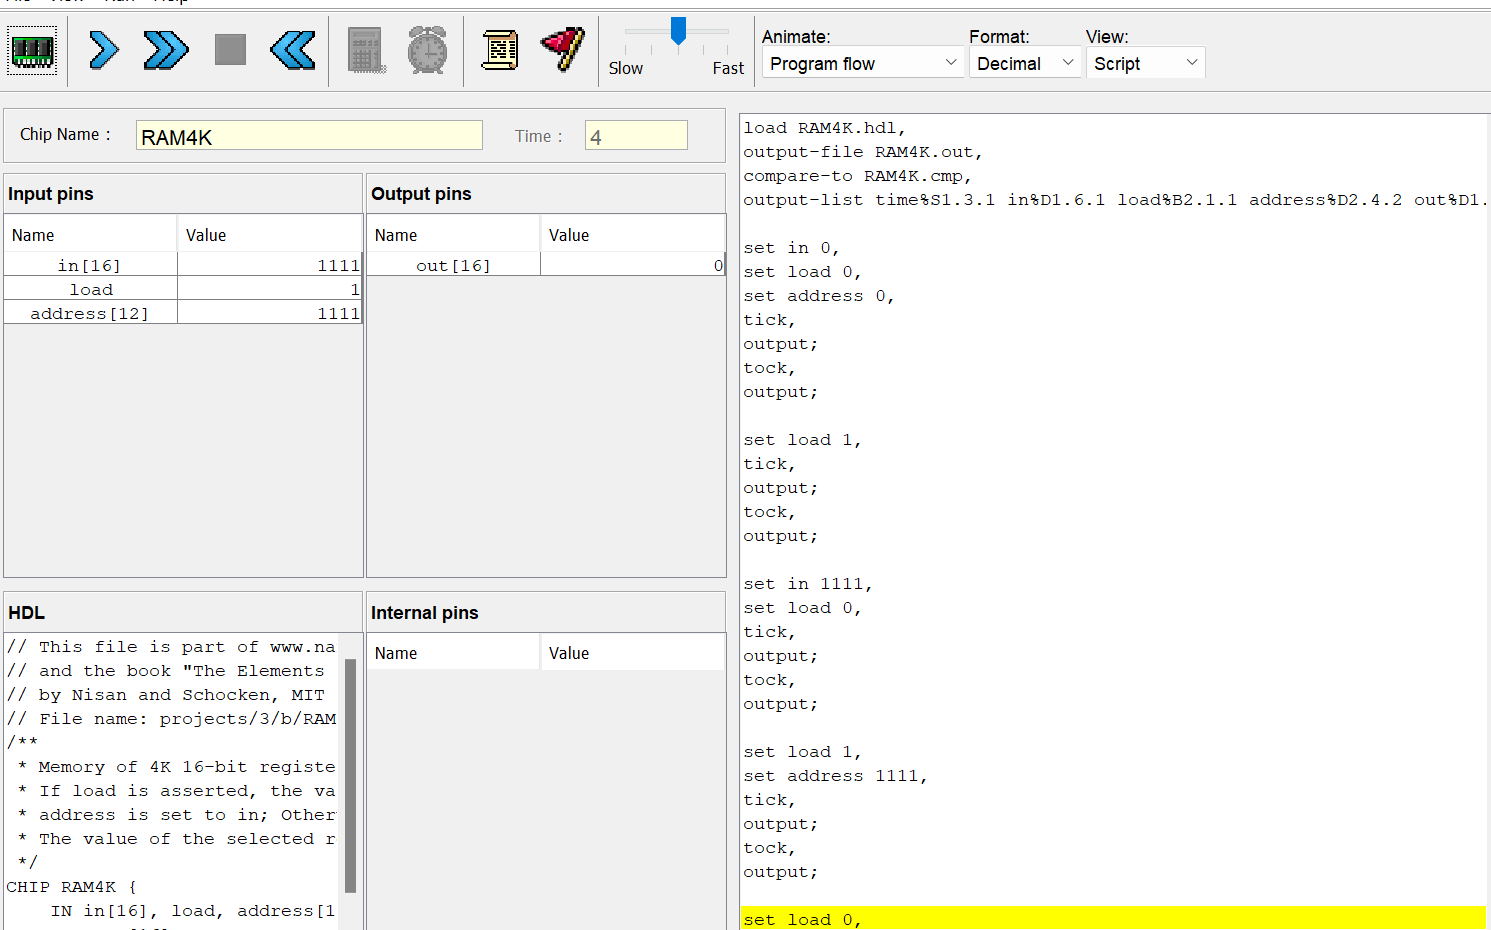 Slow
Fast
Animate:
Program flow
Format:
Decimal
View:
Script
Chip Name :
RAM4K
Time :
4
Input pins
Name Value
in[16] 1111
load 1
address[12] 1111
Output pins
Name Value
out[16] 0
HDL
// This file is part of www.na
// and the book "The Elements
// by Nisan and Schocken, MIT
// File name: projects/3/b/RAM
/**
* Memory of 4K 16-bit registe
* If load is asserted, the va
* address is set to in; Other
* The value of the selected r
*/
CHIP RAM4K {
IN in[16], load, address[1
Internal pins
Name Value
load RAM4K.hdl,
output-file RAM4K.out,
compare-to RAM4K.cmp,
output-list time%S1.3.1 in%D1.6.1 load%B2.1.1 address%D2.4.2 out%D1.
set in 0,
set load 0,
set address 0,
tick,
output;
tock,
output;
set load 1,
tick,
output;
tock,
output;
set in 1111,
set load 0,
tick,
output;
tock,
output;
set load 1,
set address 1111,
tick,
output;
tock,
output;
set load 0,